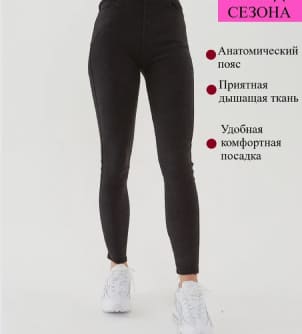 СЕЗОНА
Анатомический
пояс
Приятная
дышащая ткань
Удобная
комфортная
посадка